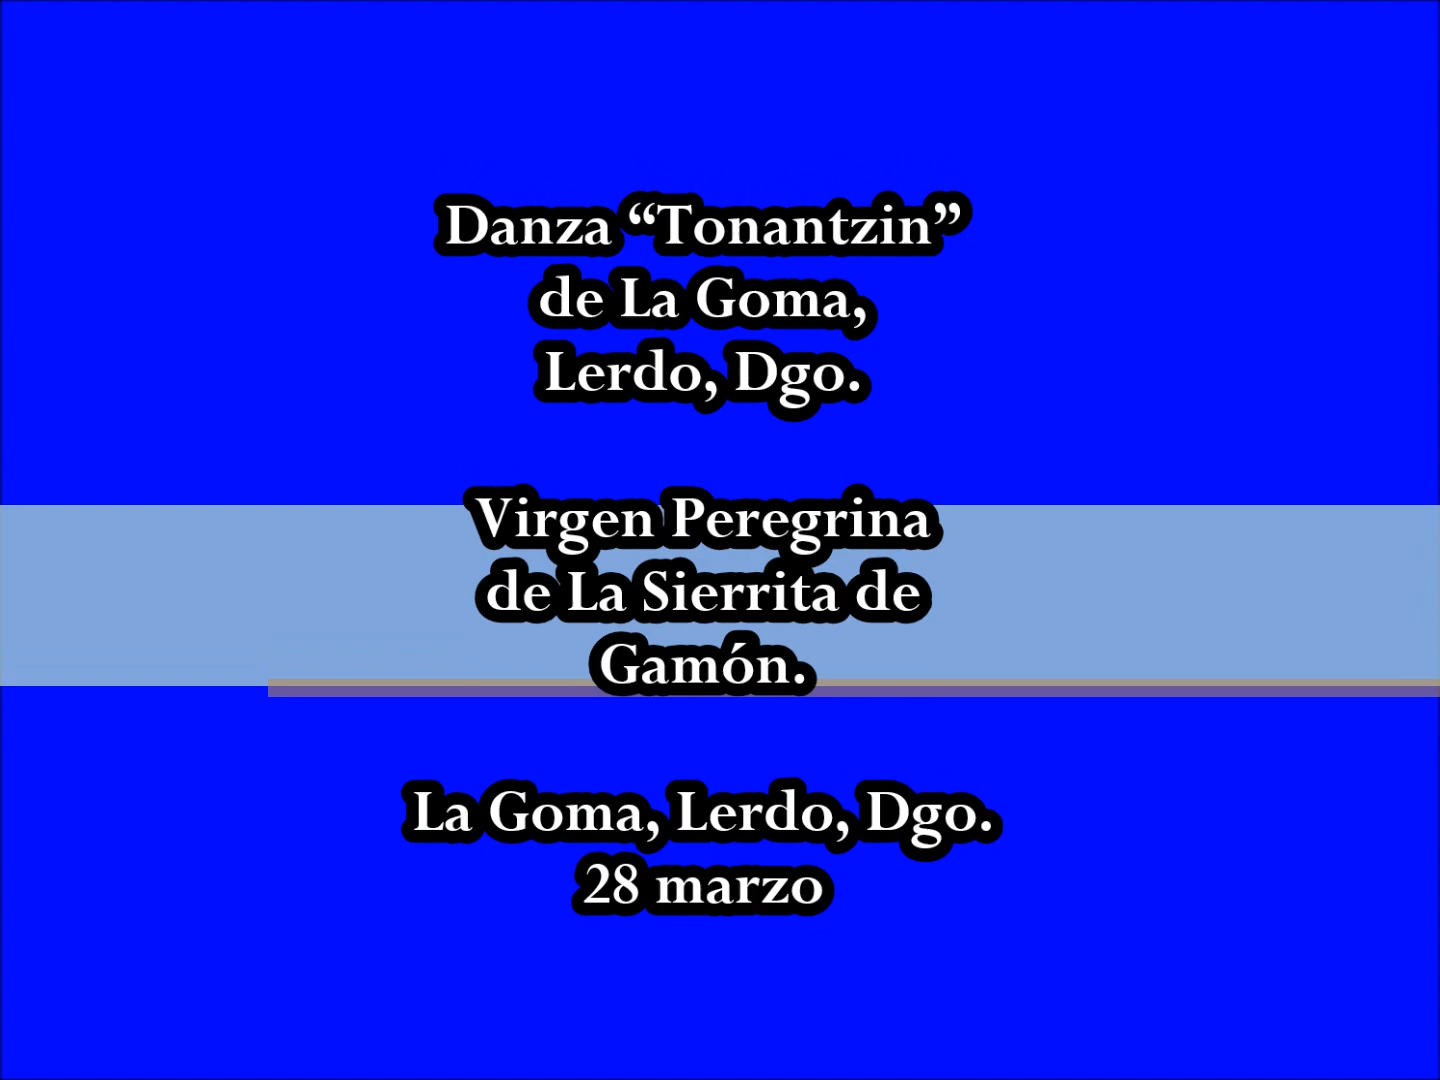 Danza “Tonantzin”
de La Goma,
Lerdo, Dgo.
Virgen Peregrina
de La Sierrita de
Gamón.
La Goma, Lerdo, Dgo.
28 marzo